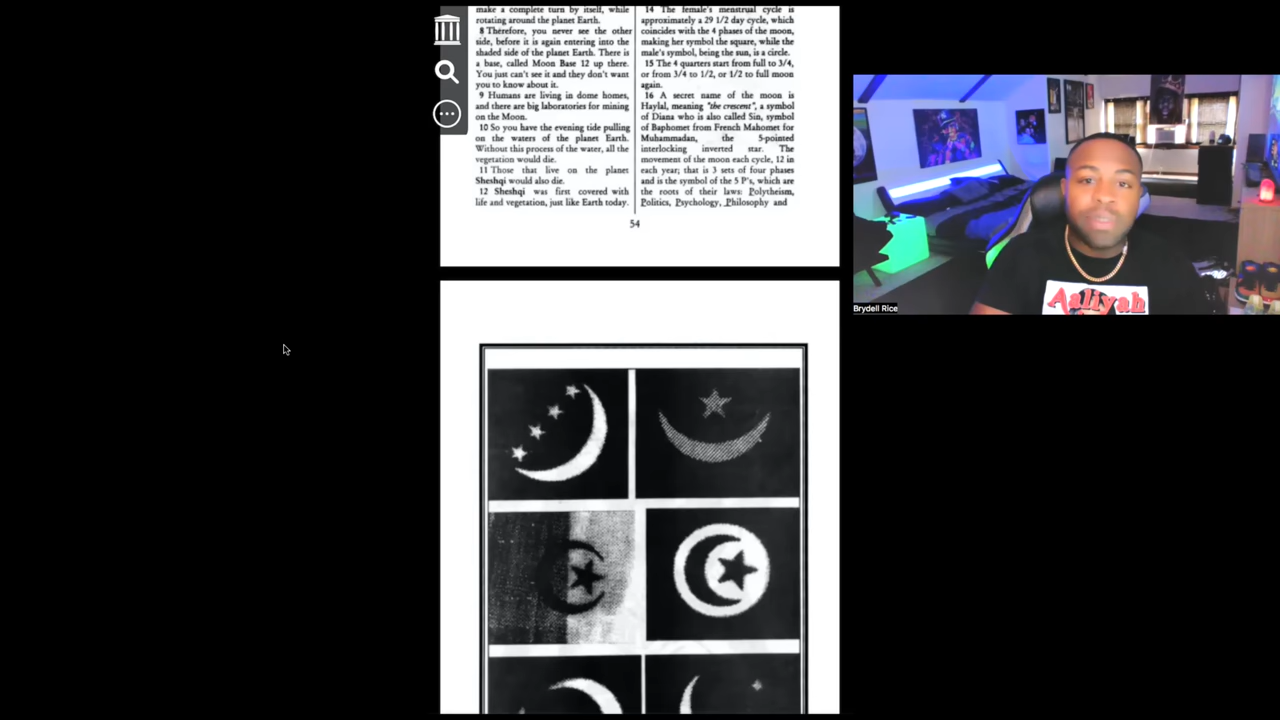 make a complete turn by itself, while
rotating around the planet Earth.
8 Therefore, you never see the other
side, before it is again entering into the
shaded side of the planet Earth. There is
a base, called Moon Base 12 up there.
You just can't see it and they don't want
you to know about it.
9 Humans are living in dome homes,
and there are big laboratories for mining
on the Moon.
10 So you have the evening tide pulling
on the waters of the planet Earth.
Without this process of the water, all the
vegetation would die.
11 Those that live on the planet
Sheshqi would also die.
12 Sheshqi was first covered with
life and vegetation, just like Earth today.
14 The female's menstrual cycle is
approximately a 29 1/2 day cycle, which
coincides with the 4 phases of the moon,
making her symbol the square, while the
male's symbol, being the sun, is a circle.
15 The 4 quarters start from full to 3/4,
or from 3/4 to 1/2, or 1/2 to full moon
again.
16 A secret name of the moon is
Haylal, meaning "the crescent", a symbol
of Diana who is also called Sin, symbol
of Baphomet from French Mahomet for
Muhammadan, the 5-pointed
interlocking inverted star. The
movement of the moon each cycle, 12 in
each year; that is 3 sets of four phases
and is the symbol of the 5 P's, which are
the roots of their laws: Polytheism,
Politics, Psychology, Philosophy and
54
Aaliyah
Brydell Rice